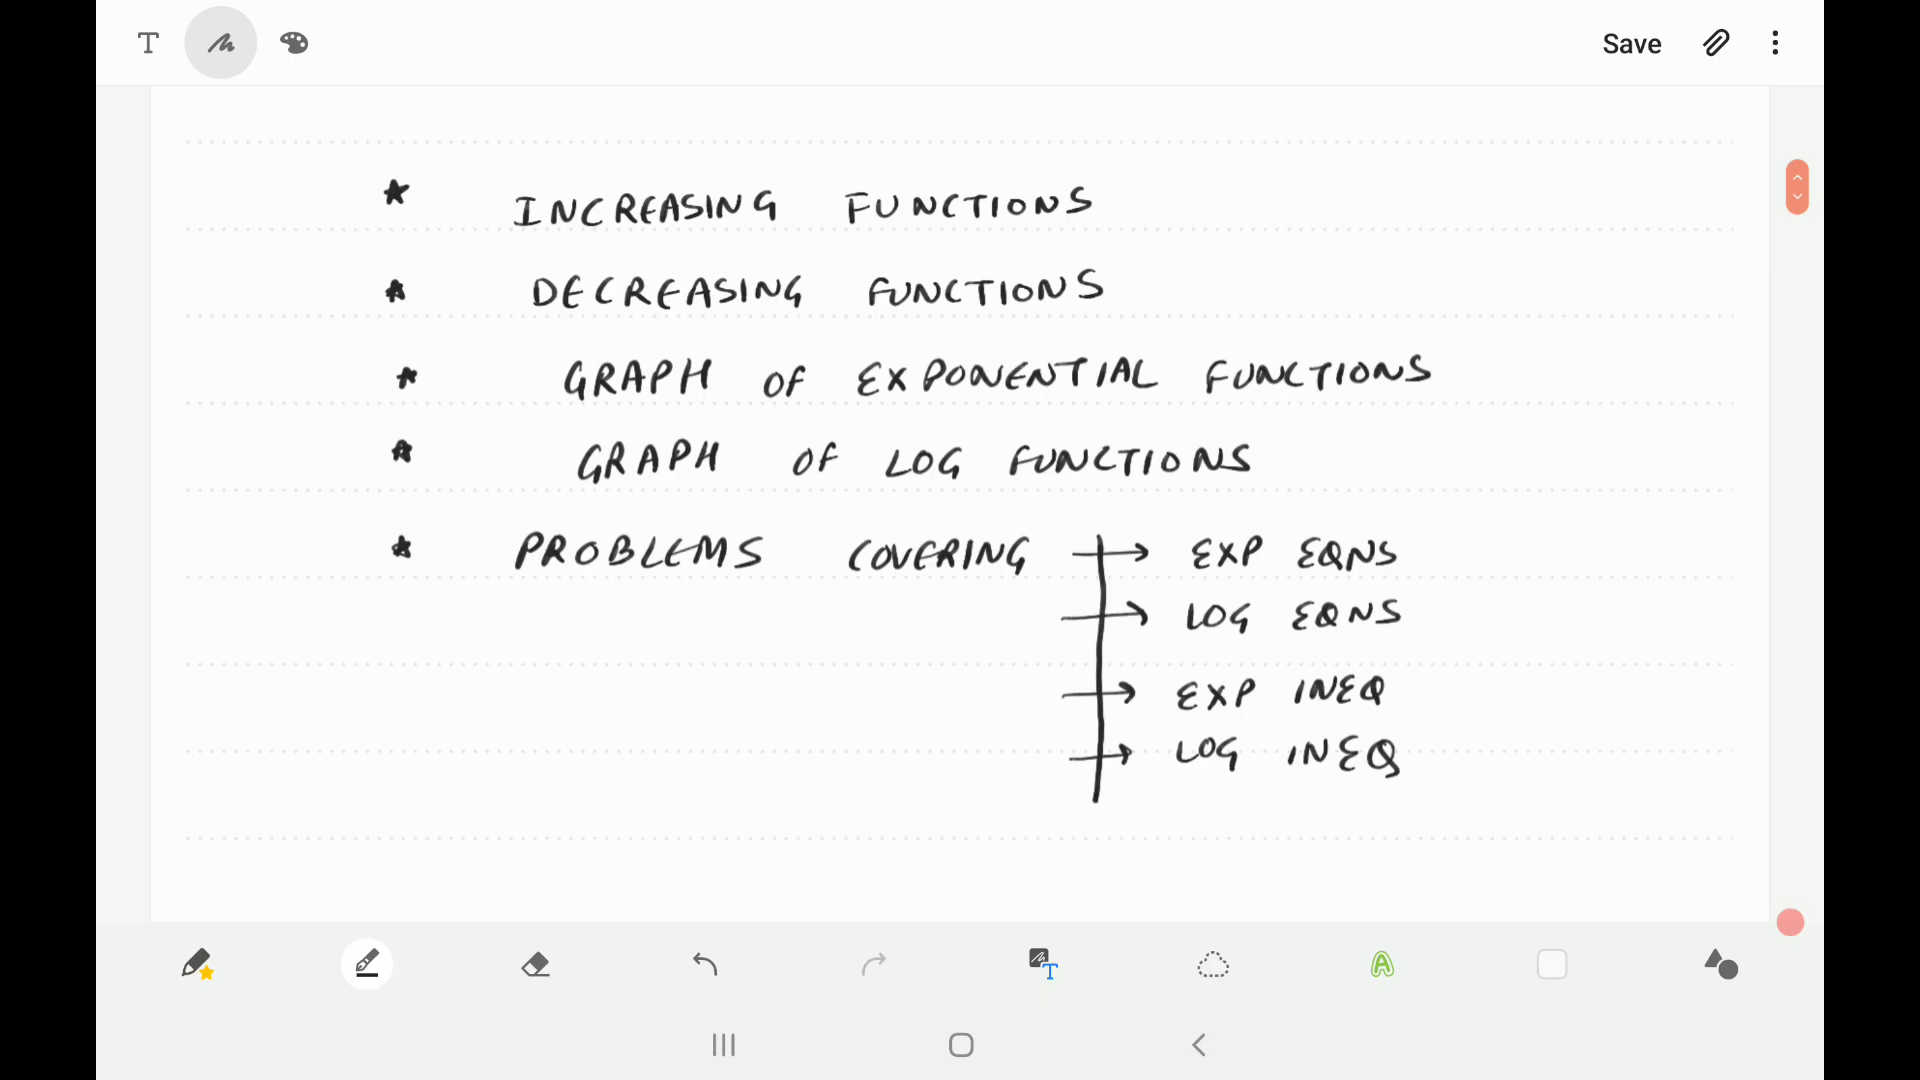 Save
★ INCREASING FUNCTIONS
★ DECREASING FUNCTIONS
★ GRAPH OF EXPONENTIAL FUNCTIONS
★ GRAPH OF LOG FUNCTIONS
★ PROBLEMS COVERING → EXP EQNS
→ LOG EQNS
→ EXP INEQ
→ LOG INEQ